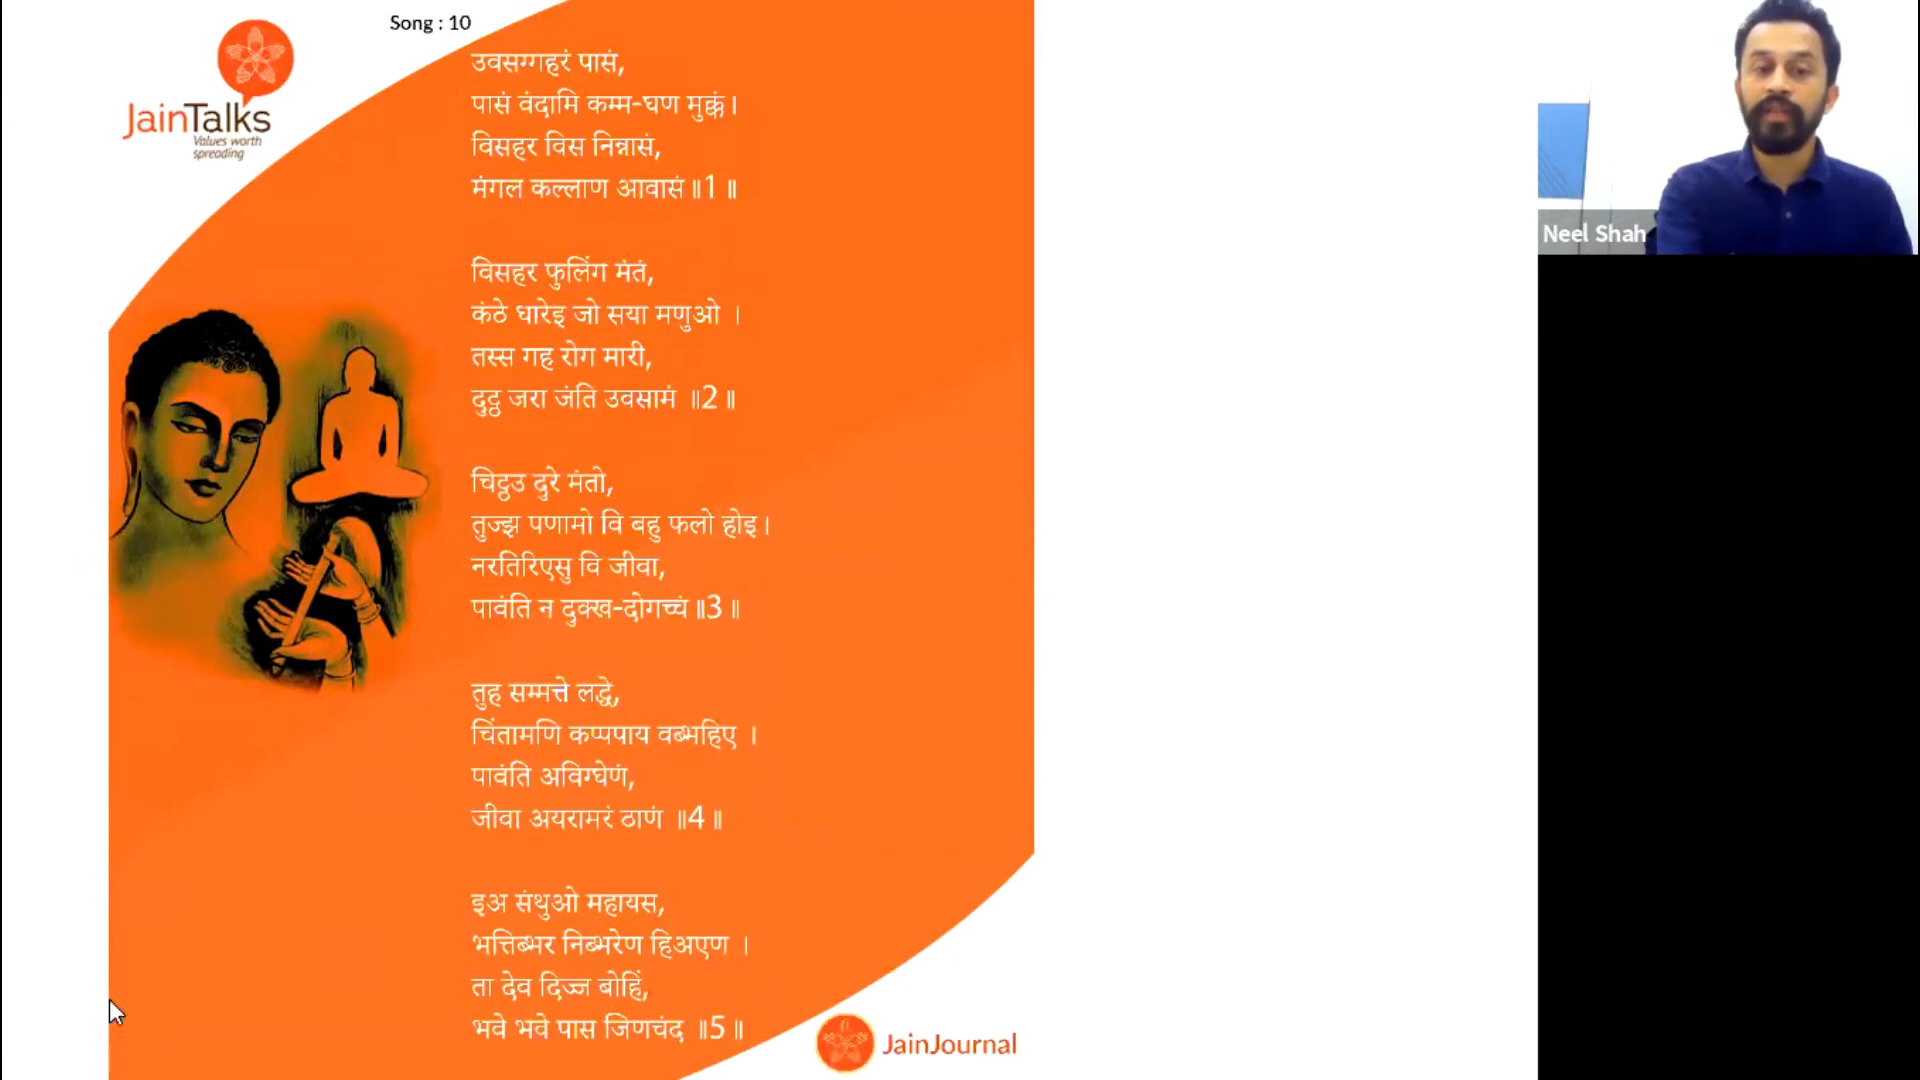 Song : 10
JainTalks
Values worth
spreading
उवसग्गहरं पासं,
पासं वंदामि कम्म-घण मुक्कं ।
विसहर विस निन्नासं,
मंगल कल्लाण आवासं ॥1 ॥
विसहर फुलिंग मंतं,
कंठे धारेइ जो सया मणुओ ।
तस्स गह रोग मारी,
दुट्ठ जरा जंति उवसामं ॥2 ॥
चिट्ठउ दुरे मंतो,
तुज्झ पणामो वि बहु फलो होइ ।
नरतिरिएसु वि जीवा,
पावंति न दुक्ख-दोगच्चं ॥3 ॥
तुह सम्मत्ते लद्धे,
चिंतामणि कप्पपाय वब्भहिए ।
पावंति अविग्घेणं,
जीवा अयरामरं ठाणं ॥4 ॥
इअ संथुओ महायस,
भत्तिब्भर निब्भरेण हिअएण ।
ता देव दिज्ज बोहिं,
भवे भवे पास जिणचंद ॥5 ॥
JainJournal
Neel Shah